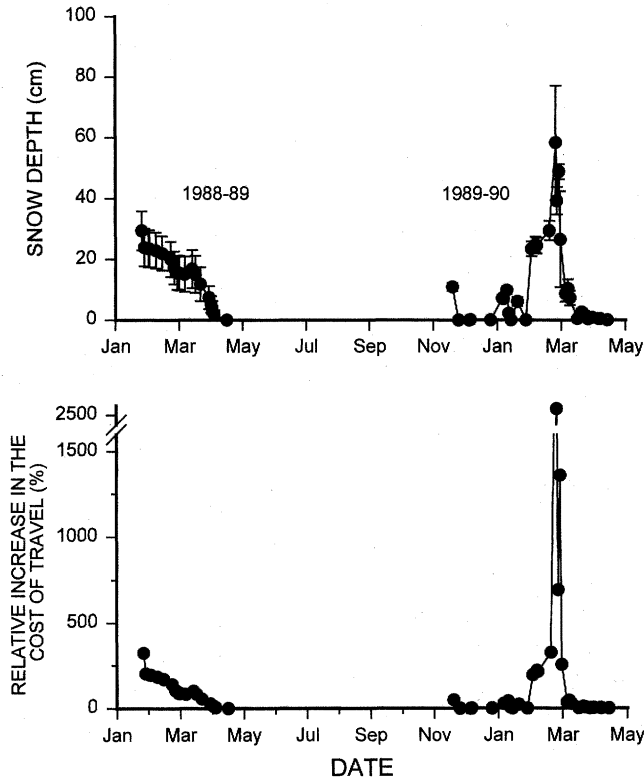 SNOW DEPTH (cm)
100
80
60
40
20
0
1988-89
1989-90
Jan Mar May Jul Sep Nov Jan Mar May
RELATIVE INCREASE IN THE
COST OF TRAVEL (%)
2500
1500
1000
500
0
Jan Mar May Jul Sep Nov Jan Mar May
DATE